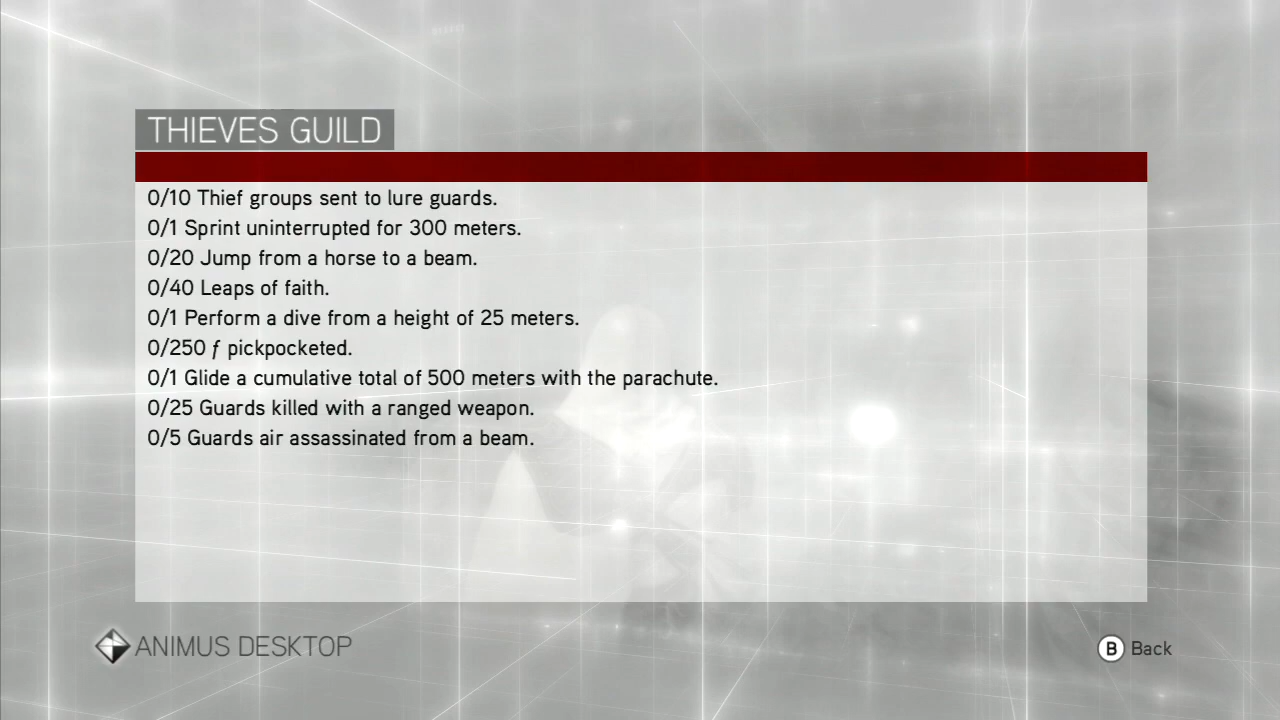 THIEVES GUILD
0/10 Thief groups sent to lure guards.
0/1 Sprint uninterrupted for 300 meters.
0/20 Jump from a horse to a beam.
0/40 Leaps of faith.
0/1 Perform a dive from a height of 25 meters.
0/250 ƒ pickpocketed.
0/1 Glide a cumulative total of 500 meters with the parachute.
0/25 Guards killed with a ranged weapon.
0/5 Guards air assassinated from a beam.
ANIMUS DESKTOP
B Back